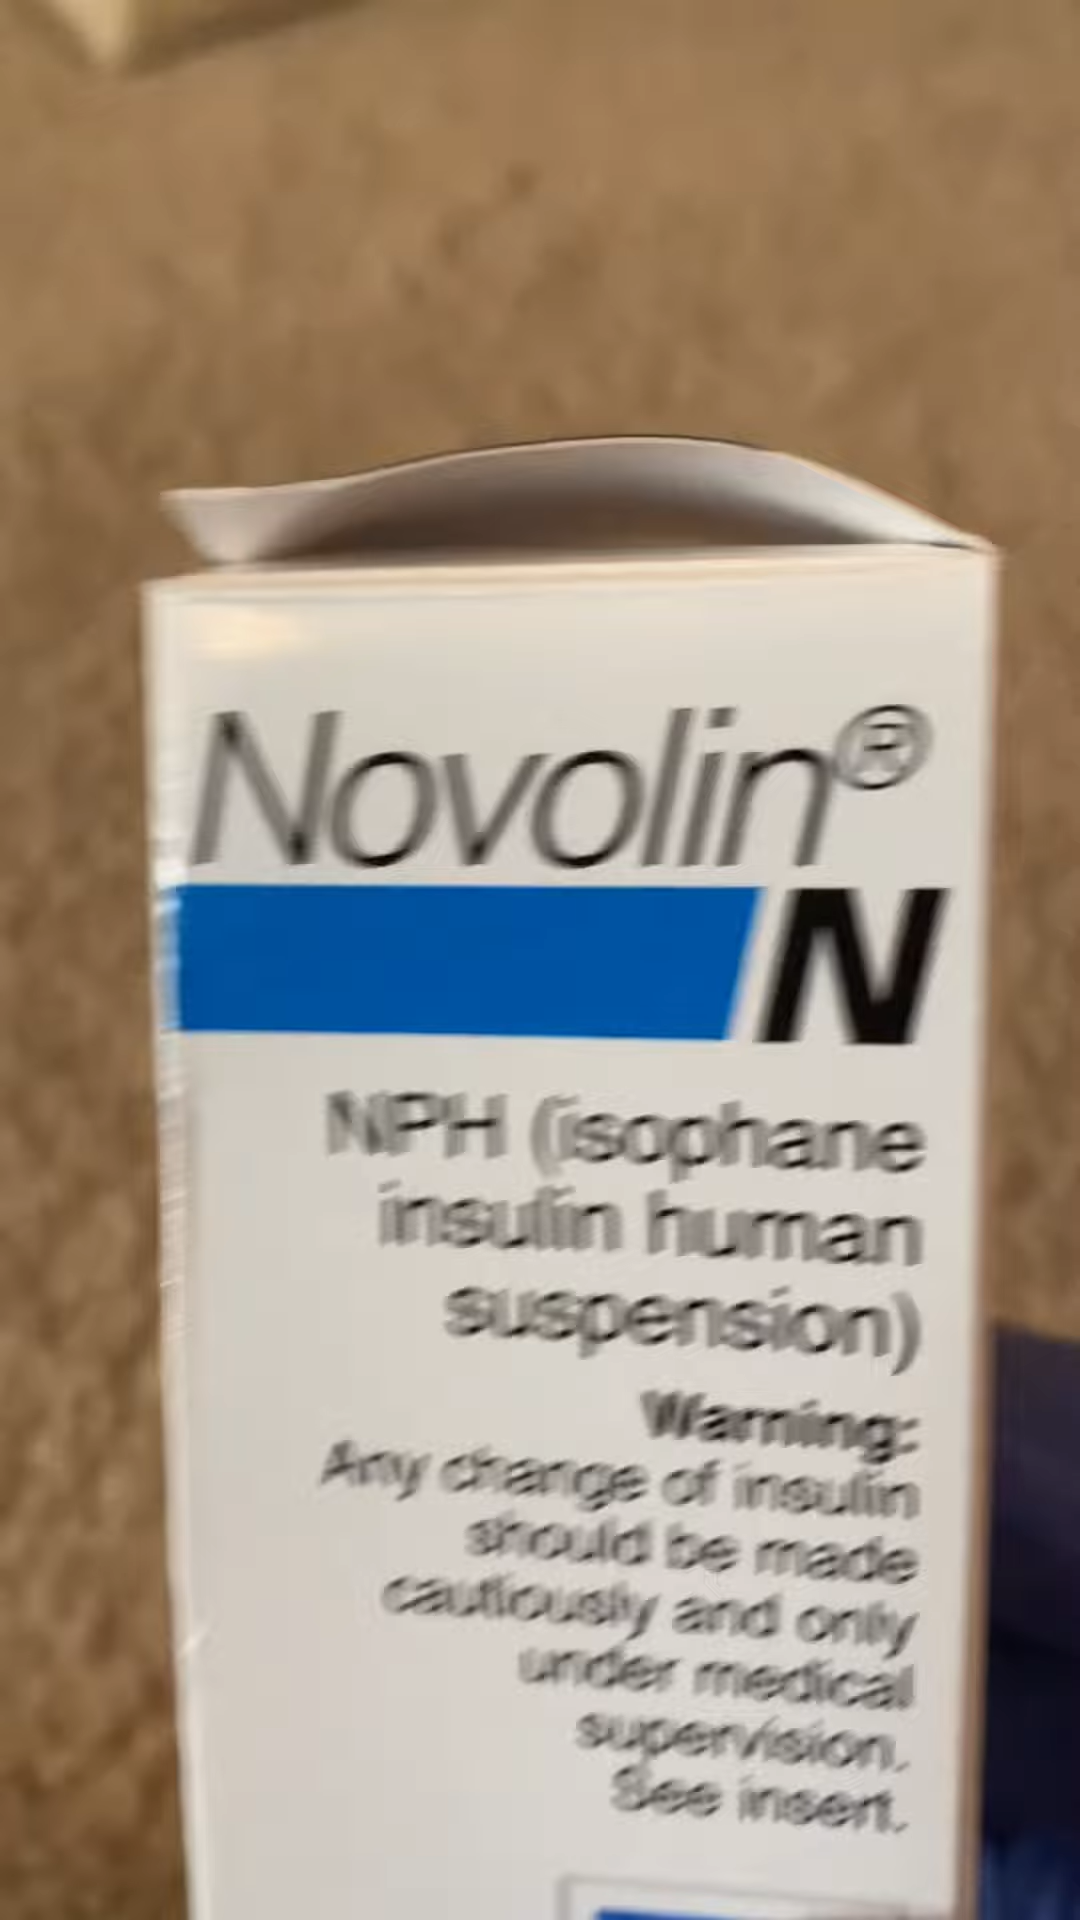 Novolin®
N
NPH (isophane
insulin human
suspension)
Warning:
Any change of insulin
should be made
cautiously and only
under medical
supervision.
See insert.